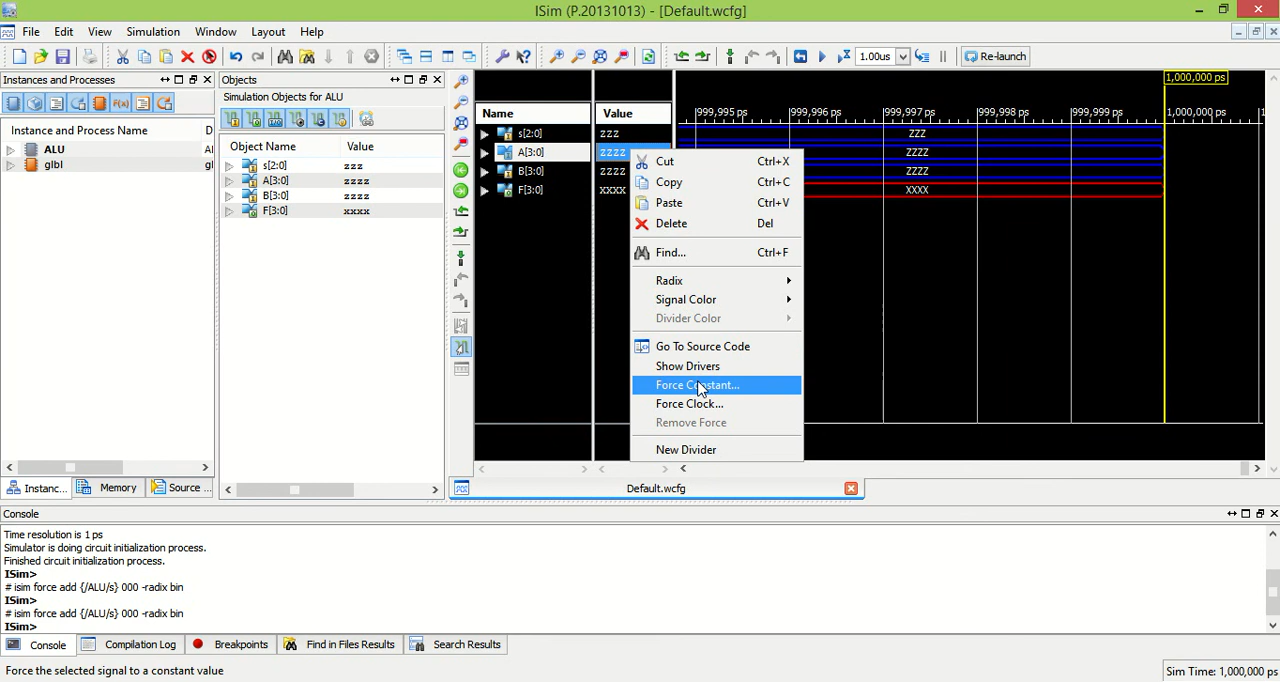 ISim (P.20131013) - [Default.wcfg]
File Edit View Simulation Window Layout Help
1.00us Re-launch
Instances and Processes
Objects
Simulation Objects for ALU
Instance and Process Name D
ALU Al
glbl gl
Object Name Value
s[2:0] zzz
A[3:0] zzzz
B[3:0] zzzz
F[3:0] xxxx
Name Value
s[2:0] zzz
A[3:0] zzzz
B[3:0] zzzz
F[3:0] xxxx
1,000,000 ps
999,995 ps 999,996 ps 999,997 ps 999,998 ps 999,999 ps 1,000,000 ps 1
zzz
zzzz
zzzz
xxxx
Cut Ctrl+X
Copy Ctrl+C
Paste Ctrl+V
Delete Del
Find... Ctrl+F
Radix
Signal Color
Divider Color
Go To Source Code
Show Drivers
Force Constant...
Force Clock...
Remove Force
New Divider
Instanc... Memory Source ...
Default.wcfg
Console
Time resolution is 1 ps
Simulator is doing circuit initialization process.
Finished circuit initialization process.
ISim>
# isim force add {/ALU/s} 000 -radix bin
ISim>
# isim force add {/ALU/s} 000 -radix bin
ISim>
Console Compilation Log Breakpoints Find in Files Results Search Results
Force the selected signal to a constant value
Sim Time: 1,000,000 ps